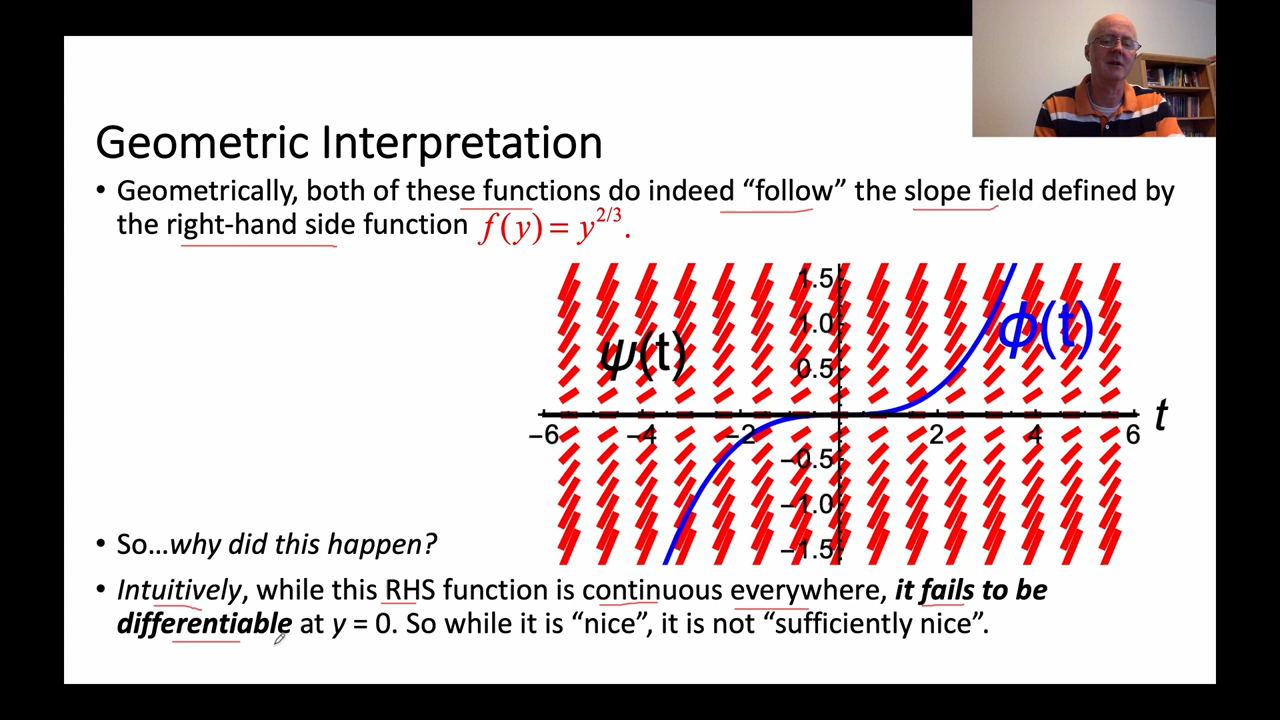 Geometric Interpretation
• Geometrically, both of these functions do indeed “follow” the slope field defined by
the right-hand side function f(y) = y^{2/3}.
1.5
1.0
ϕ(t)
ψ(t)
0.5
t
−6
−4
−2
2
4
6
−0.5
−1.0
−1.5
• So…why did this happen?
• Intuitively, while this RHS function is continuous everywhere, it fails to be
differentiable at y = 0. So while it is “nice”, it is not “sufficiently nice”.